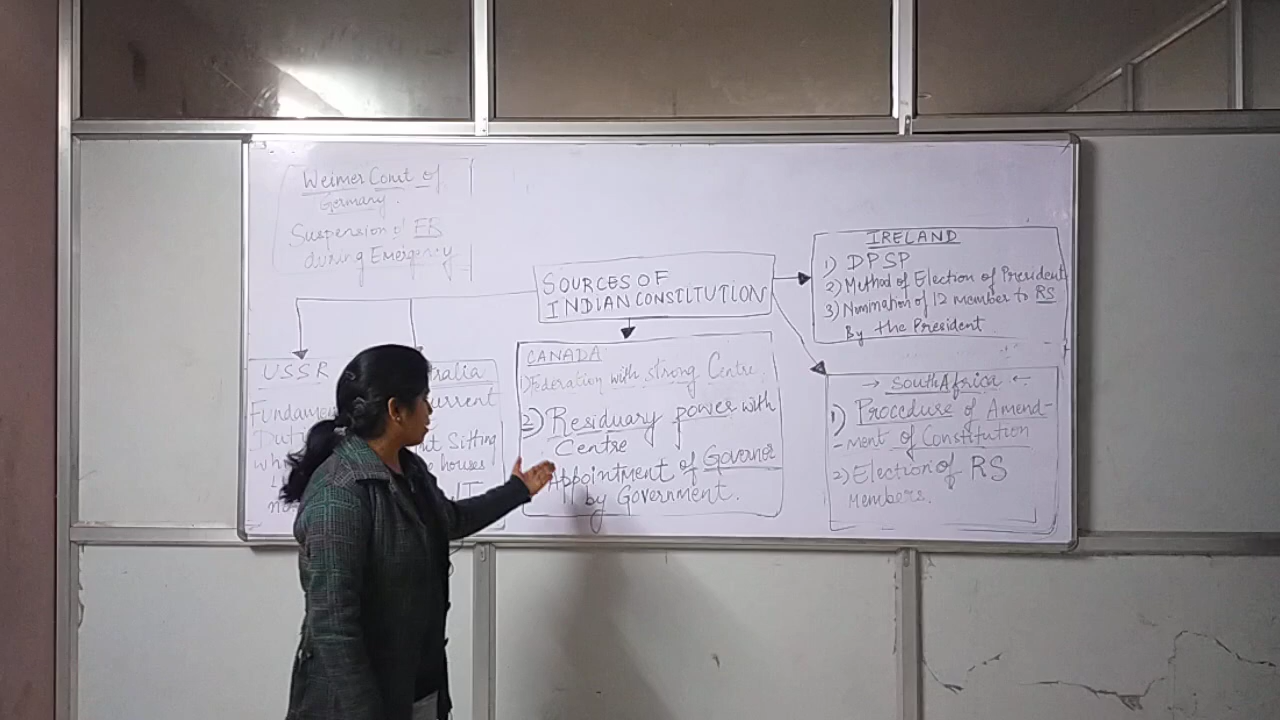 Weimer Const of
Germany.
Suspension of FR
during Emergency
SOURCES OF
INDIAN CONSTITUTION
IRELAND
1) DPSP
2) Method of Election of President
3) Nomination of 12 member to RS
By the President
USSR
CANADA
1) Federation with strong Centre.
2) Residuary power with
Centre
Appointment of Governor
by Government.
→ South Africa ←
1) Procedure of Amend-
-ment of Constitution
2) Election of RS
Members.
Sitting
houses